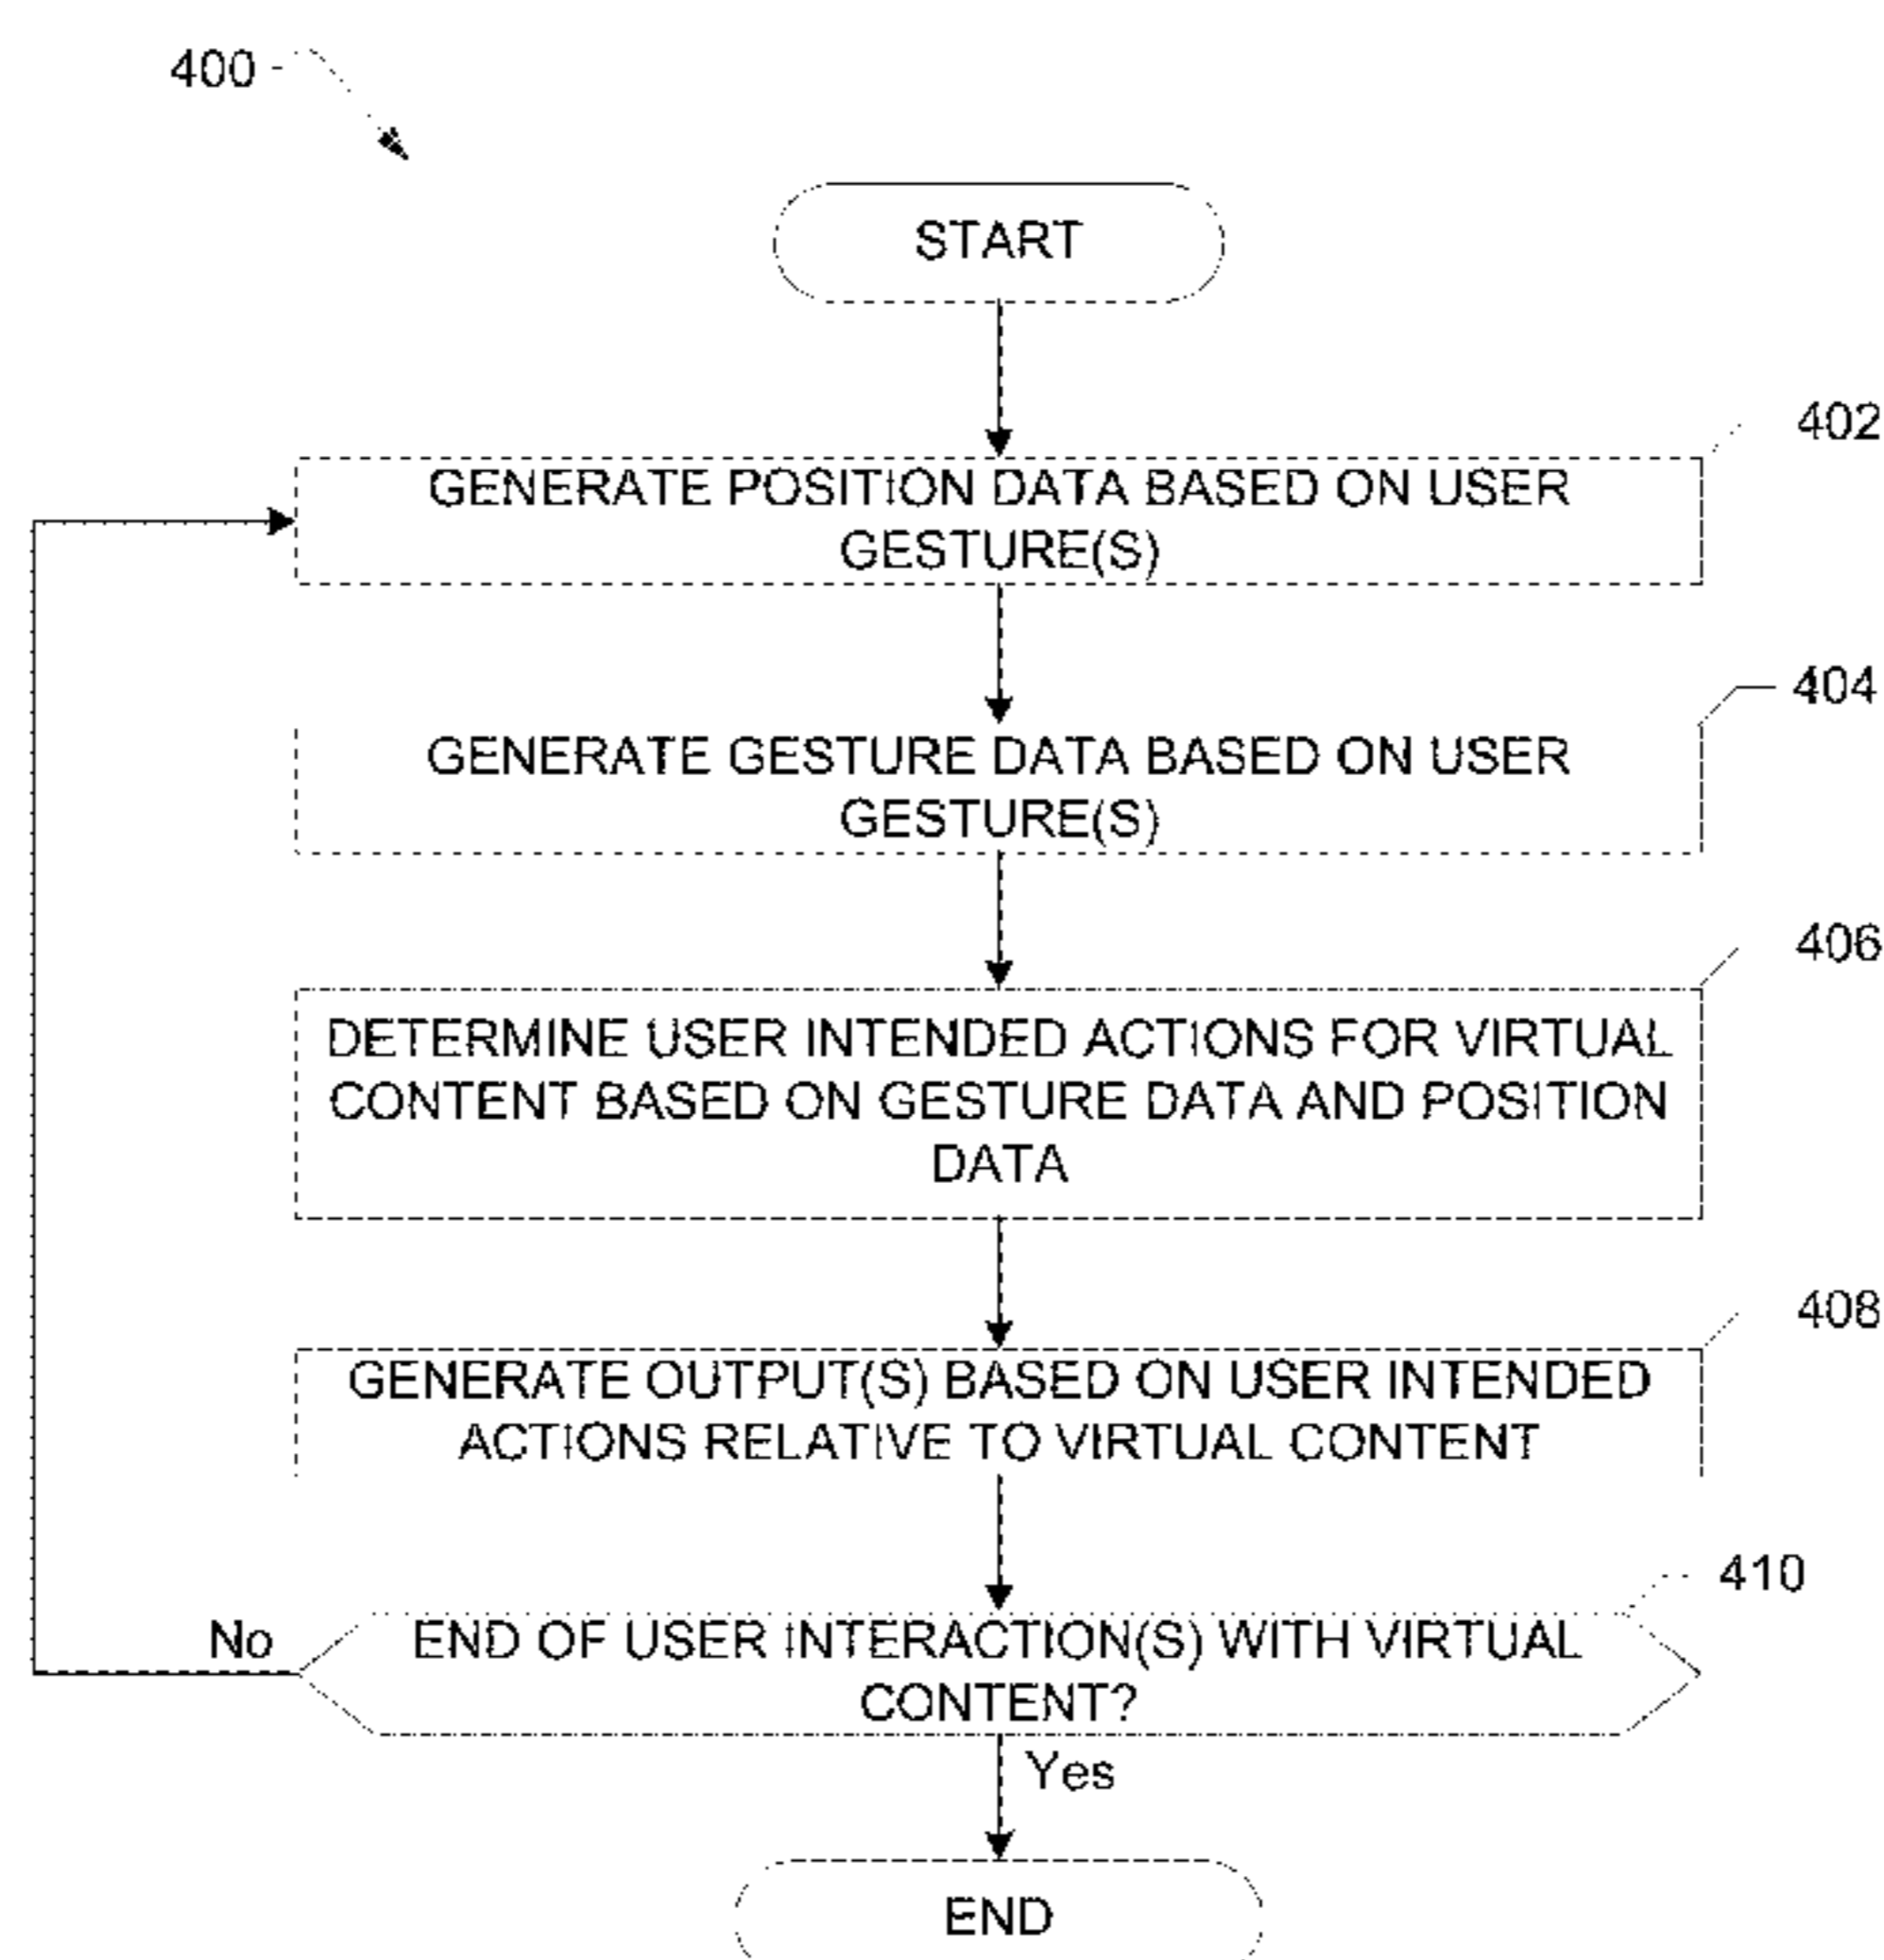 400
START
402
GENERATE POSITION DATA BASED ON USER
GESTURE(S)
404
GENERATE GESTURE DATA BASED ON USER
GESTURE(S)
406
DETERMINE USER INTENDED ACTIONS FOR VIRTUAL
CONTENT BASED ON GESTURE DATA AND POSITION
DATA
408
GENERATE OUTPUT(S) BASED ON USER INTENDED
ACTIONS RELATIVE TO VIRTUAL CONTENT
410
No
END OF USER INTERACTION(S) WITH VIRTUAL
CONTENT?
Yes
END